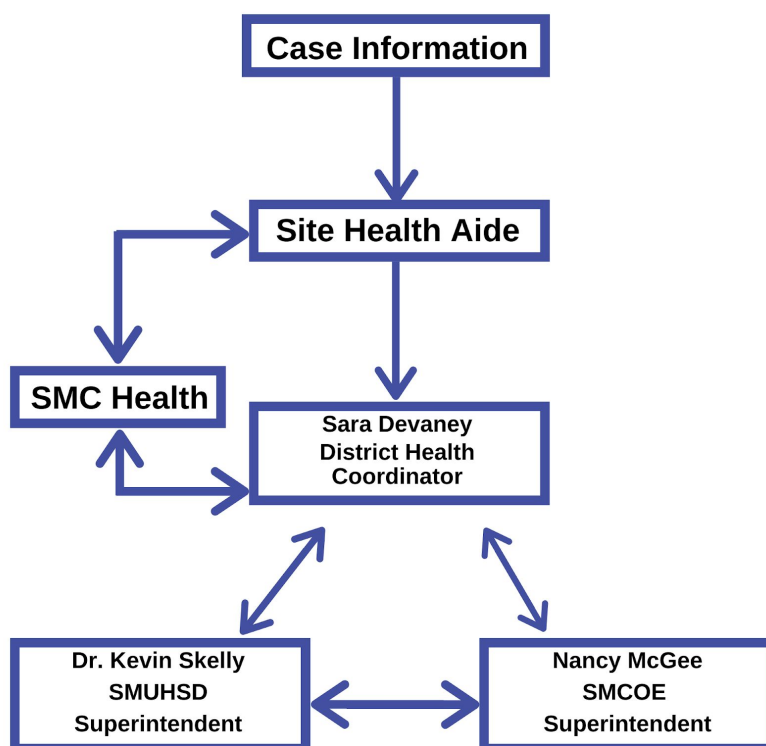 Case Information
Site Health Aide
SMC Health
Sara Devaney
District Health
Coordinator
Dr. Kevin Skelly
SMUHSD
Superintendent
Nancy McGee
SMCOE
Superintendent